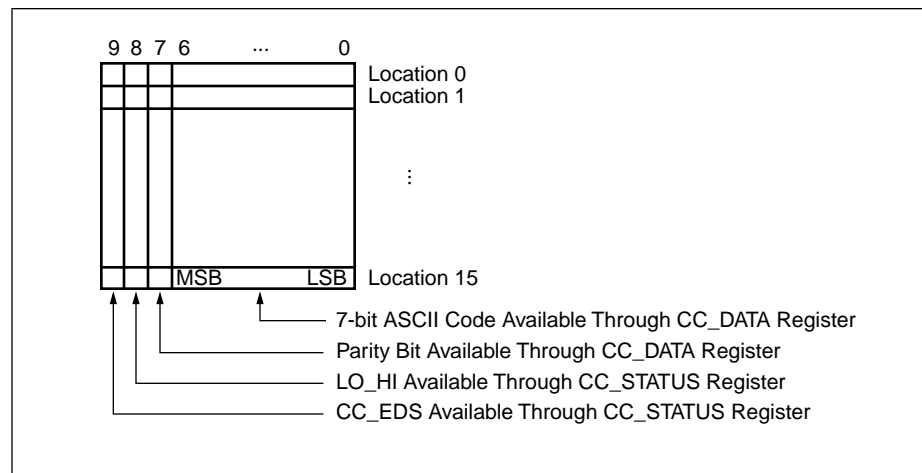 9 8 7 6 ... 0
Location 0
Location 1
...
MSB LSB Location 15
7-bit ASCII Code Available Through CC_DATA Register
Parity Bit Available Through CC_DATA Register
LO_HI Available Through CC_STATUS Register
CC_EDS Available Through CC_STATUS Register